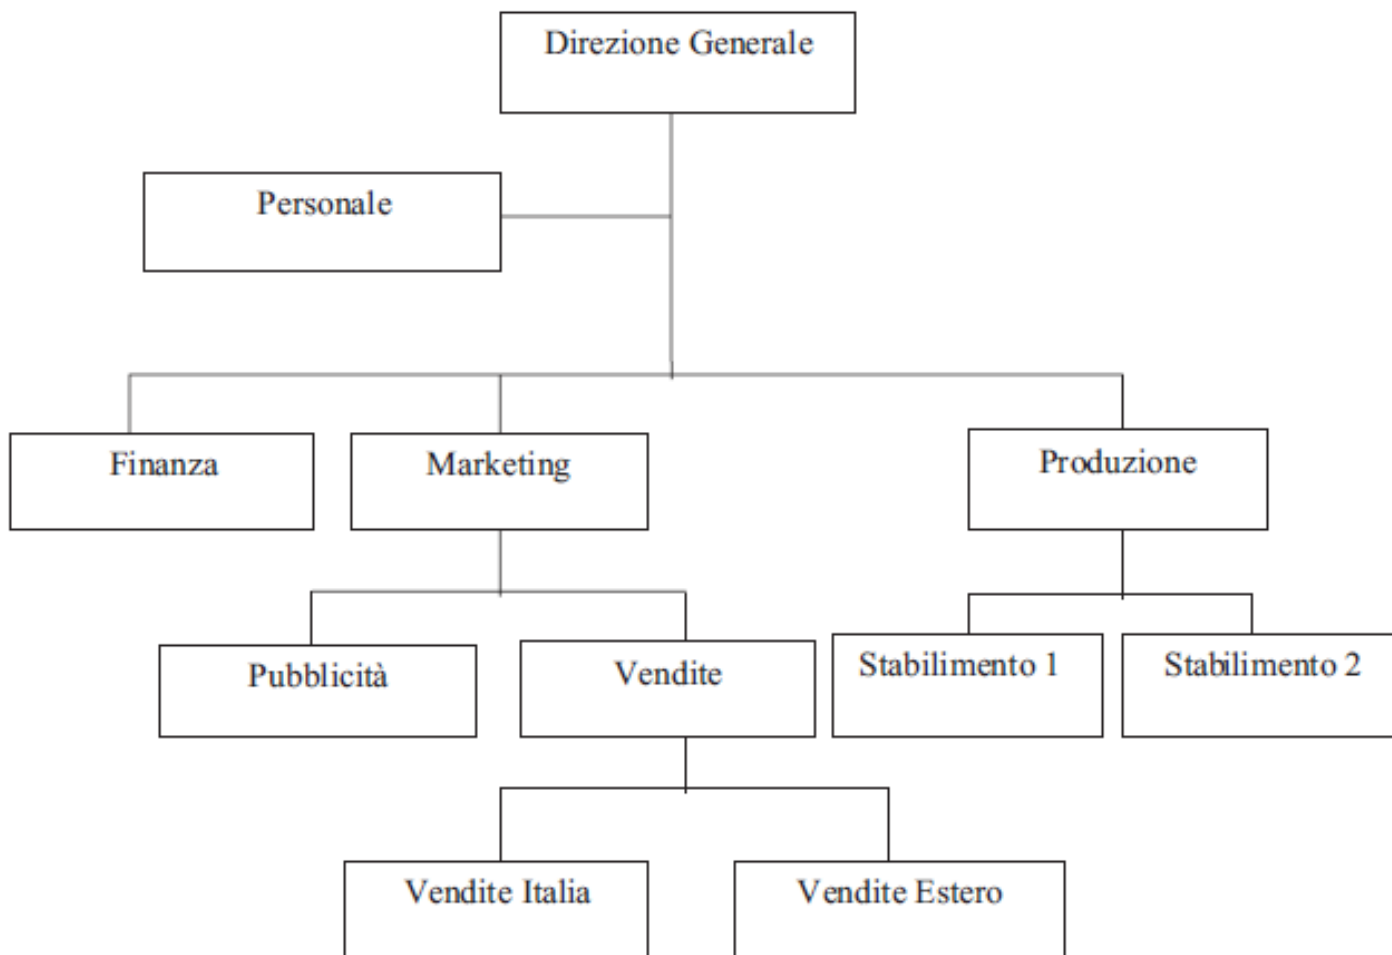 Direzione Generale
Personale
Finanza
Marketing
Produzione
Pubblicità
Vendite
Stabilimento 1
Stabilimento 2
Vendite Italia
Vendite Estero